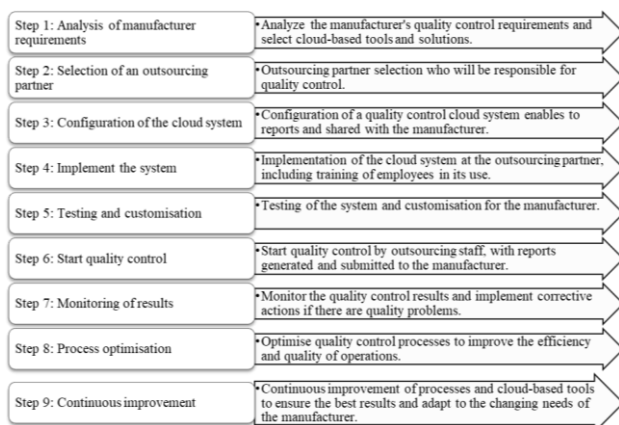 Step 1: Analysis of manufacturer
requirements
•Analyze the manufacturer's quality control requirements and
select cloud-based tools and solutions.
Step 2: Selection of an outsourcing
partner
•Outsourcing partner selection who will be responsible for
quality control.
Step 3: Configuration of the cloud system
•Configuration of a quality control cloud system enables to
reports and shared with the manufacturer.
Step 4: Implement the system
•Implementation of the cloud system at the outsourcing partner,
including training of employees in its use.
Step 5: Testing and customisation
•Testing of the system and customisation for the manufacturer.
Step 6: Start quality control
•Start quality control by outsourcing staff, with reports
generated and submitted to the manufacturer.
Step 7: Monitoring of results
•Monitor the quality control results and implement corrective
actions if there are quality problems.
Step 8: Process optimisation
•Optimise quality control processes to improve the efficiency
and quality of operations.
Step 9: Continuous improvement
•Continuous improvement of processes and cloud-based tools
to ensure the best results and adapt to the changing needs of
the manufacturer.